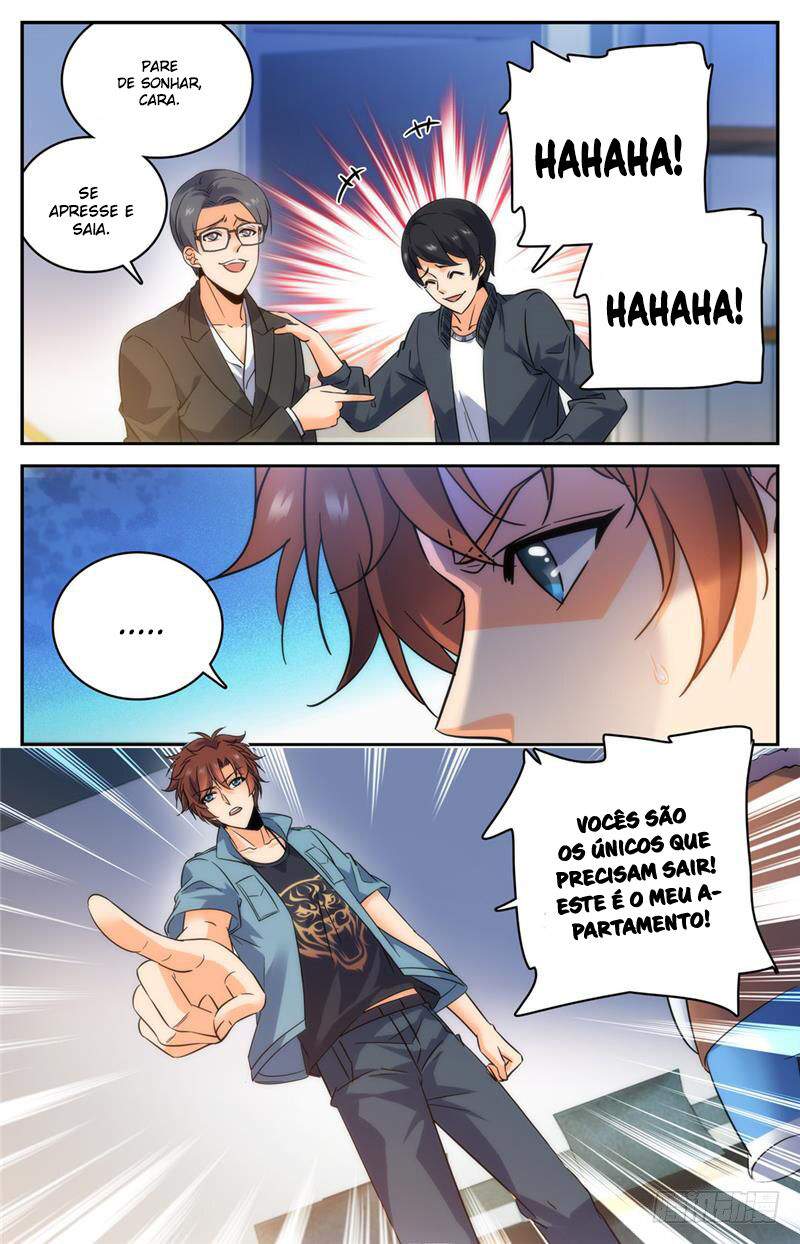 PARE
DE SONHAR,
CARA.
SE
APRESSE E
SAIA.
HAHAHA!
HAHAHA!
.....
VOCÊS SÃO
OS ÚNICOS QUE
PRECISAM SAIR!
ESTE É O MEU A-
PARTAMENTO!